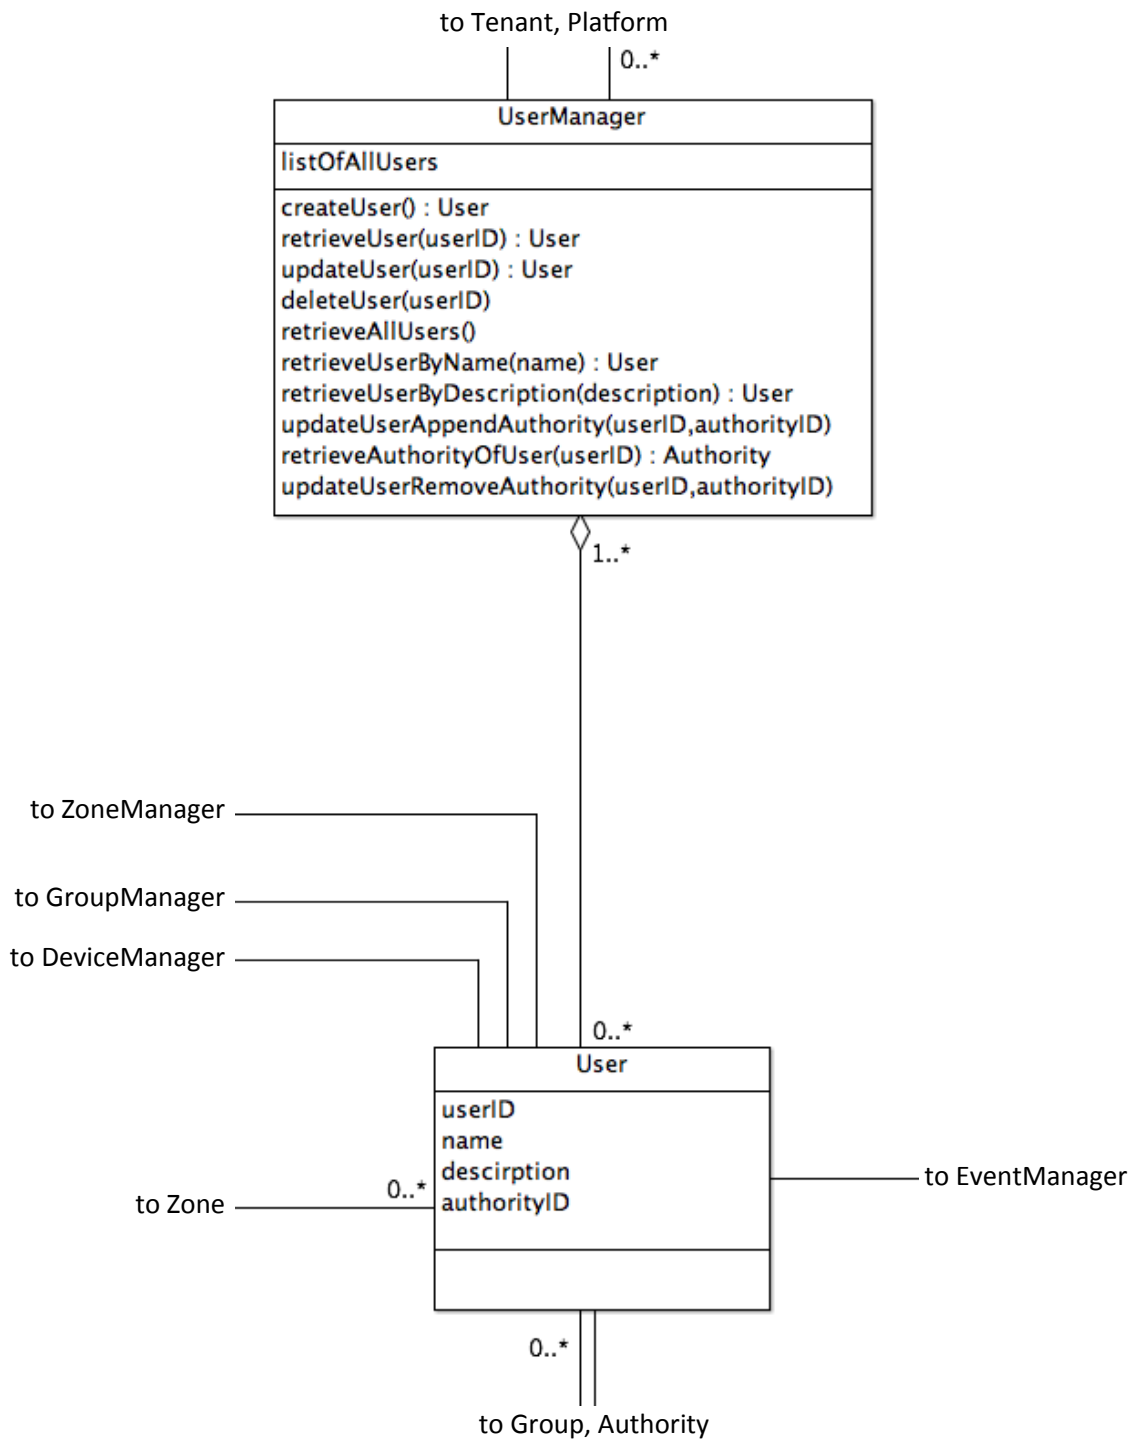 to Tenant, Platform
0..*
UserManager
listOfAllUsers
createUser() : User
retrieveUser(userID) : User
updateUser(userID) : User
deleteUser(userID)
retrieveAllUsers()
retrieveUserByName(name) : User
retrieveUserByDescription(description) : User
updateUserAppendAuthority(userID,authorityID)
retrieveAuthorityOfUser(userID) : Authority
updateUserRemoveAuthority(userID,authorityID)
1..*
to ZoneManager
to GroupManager
to DeviceManager
0..*
User
userID
name
descirption
authorityID
to EventManager
0..*
to Zone
0..*
to Group, Authority